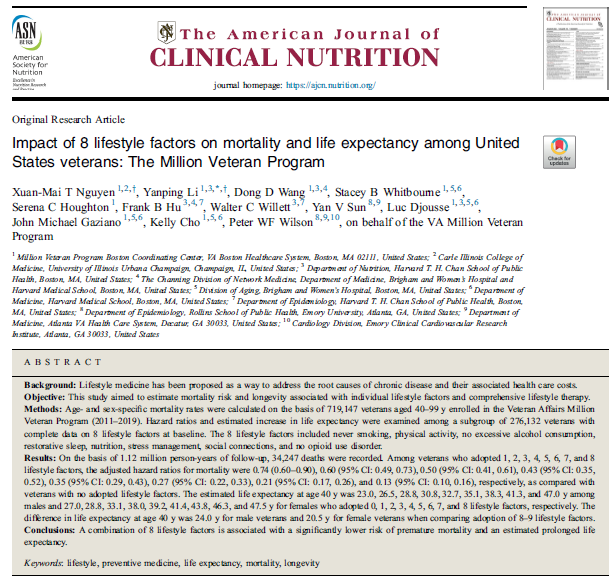 ASN
The American Journal of
CLINICAL NUTRITION
American
Society for
Nutrition
journal homepage: https://ajcn.nutrition.org/
Original Research Article
Impact of 8 lifestyle factors on mortality and life expectancy among United
States veterans: The Million Veteran Program
Check for
updates
Xuan-Mai T Nguyen 1,2,†, Yanping Li 1,3,*,†, Dong D Wang 1,3,4, Stacey B Whitbourne 1,5,6,
Serena C Houghton 1, Frank B Hu 3,4,7, Walter C Willett 3,7, Yan V Sun 8,9, Luc Djousse 1,3,5,6,
John Michael Gaziano 1,5,6, Kelly Cho 1,5,6, Peter WF Wilson 8,9,10, on behalf of the VA Million Veteran
Program
1 Million Veteran Program Boston Coordinating Center, VA Boston Healthcare System, Boston, MA 02111, United States; 2 Carle Illinois College of
Medicine, University of Illinois Urbana Champaign, Champaign, IL, United States; 3 Department of Nutrition, Harvard T. H. Chan School of Public
Health, Boston, MA, United States; 4 The Channing Division of Network Medicine, Department of Medicine, Brigham and Women's Hospital and
Harvard Medical School, Boston, MA, United States; 5 Division of Aging, Brigham and Women's Hospital, Boston, MA, United States; 6 Department of
Medicine, Harvard Medical School, Boston, MA, United States; 7 Department of Epidemiology, Harvard T. H. Chan School of Public Health, Boston,
MA, United States; 8 Department of Epidemiology, Rollins School of Public Health, Emory University, Atlanta, GA, United States; 9 Department of
Medicine, Atlanta VA Health Care System, Decatur, GA 30033, United States; 10 Cardiology Division, Emory Clinical Cardiovascular Research
Institute, Atlanta, GA 30033, United States
ABSTRACT
Background: Lifestyle medicine has been proposed as a way to address the root causes of chronic disease and their associated health care costs.
Objective: This study aimed to estimate mortality risk and longevity associated with individual lifestyle factors and comprehensive lifestyle therapy.
Methods: Age- and sex-specific mortality rates were calculated on the basis of 719,147 veterans aged 40–99 y enrolled in the Veteran Affairs Million
Veteran Program (2011–2019). Hazard ratios and estimated increase in life expectancy were examined among a subgroup of 276,132 veterans with
complete data on 8 lifestyle factors at baseline. The 8 lifestyle factors included never smoking, physical activity, no excessive alcohol consumption,
restorative sleep, nutrition, stress management, social connections, and no opioid use disorder.
Results: On the basis of 1.12 million person-years of follow-up, 34,247 deaths were recorded. Among veterans who adopted 1, 2, 3, 4, 5, 6, 7, and 8
lifestyle factors, the adjusted hazard ratios for mortality were 0.74 (0.60–0.90), 0.60 (95% CI: 0.49, 0.73), 0.50 (95% CI: 0.41, 0.61), 0.43 (95% CI: 0.35,
0.52), 0.35 (95% CI: 0.29, 0.43), 0.27 (95% CI: 0.22, 0.33), 0.21 (95% CI: 0.17, 0.26), and 0.13 (95% CI: 0.10, 0.16), respectively, as compared with
veterans with no adopted lifestyle factors. The estimated life expectancy at age 40 y was 23.0, 26.5, 28.8, 30.8, 32.7, 35.1, 38.3, 41.3, and 47.0 y among
males and 27.0, 28.8, 33.1, 38.0, 39.2, 41.4, 43.8, 46.3, and 47.5 y for females who adopted 0, 1, 2, 3, 4, 5, 6, 7, and 8 lifestyle factors, respectively. The
difference in life expectancy at age 40 y was 24.0 y for male veterans and 20.5 y for female veterans when comparing adoption of 8–9 lifestyle factors.
Conclusions: A combination of 8 lifestyle factors is associated with a significantly lower risk of premature mortality and an estimated prolonged life
expectancy.
Keywords: lifestyle, preventive medicine, life expectancy, mortality, longevity